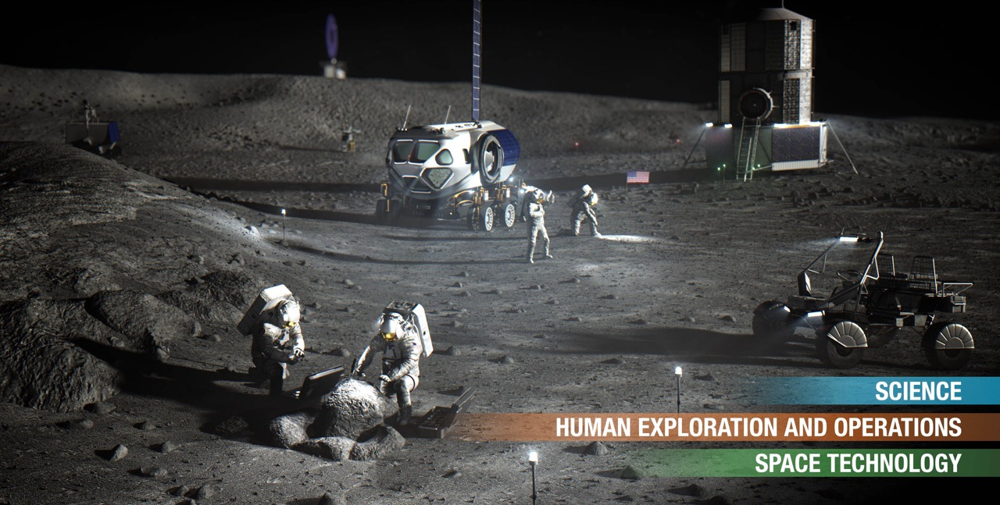 SCIENCE
HUMAN EXPLORATION AND OPERATIONS
SPACE TECHNOLOGY